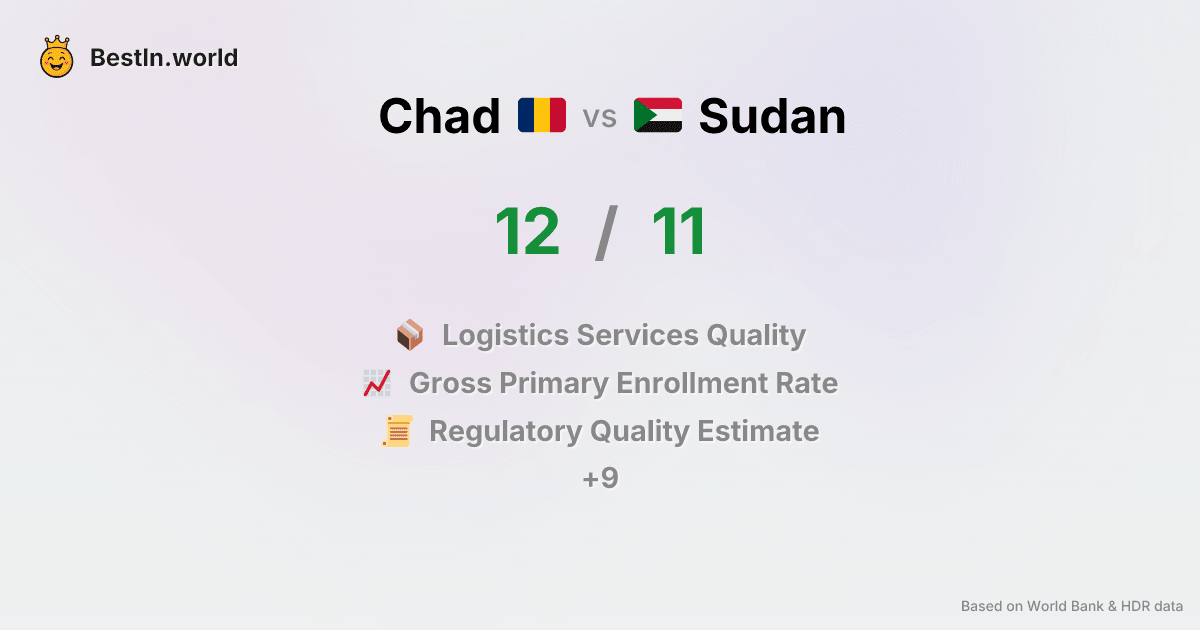 BestIn.world
Chad vs Sudan
12 / 11
Logistics Services Quality
Gross Primary Enrollment Rate
Regulatory Quality Estimate
+9
Based on World Bank & HDR data